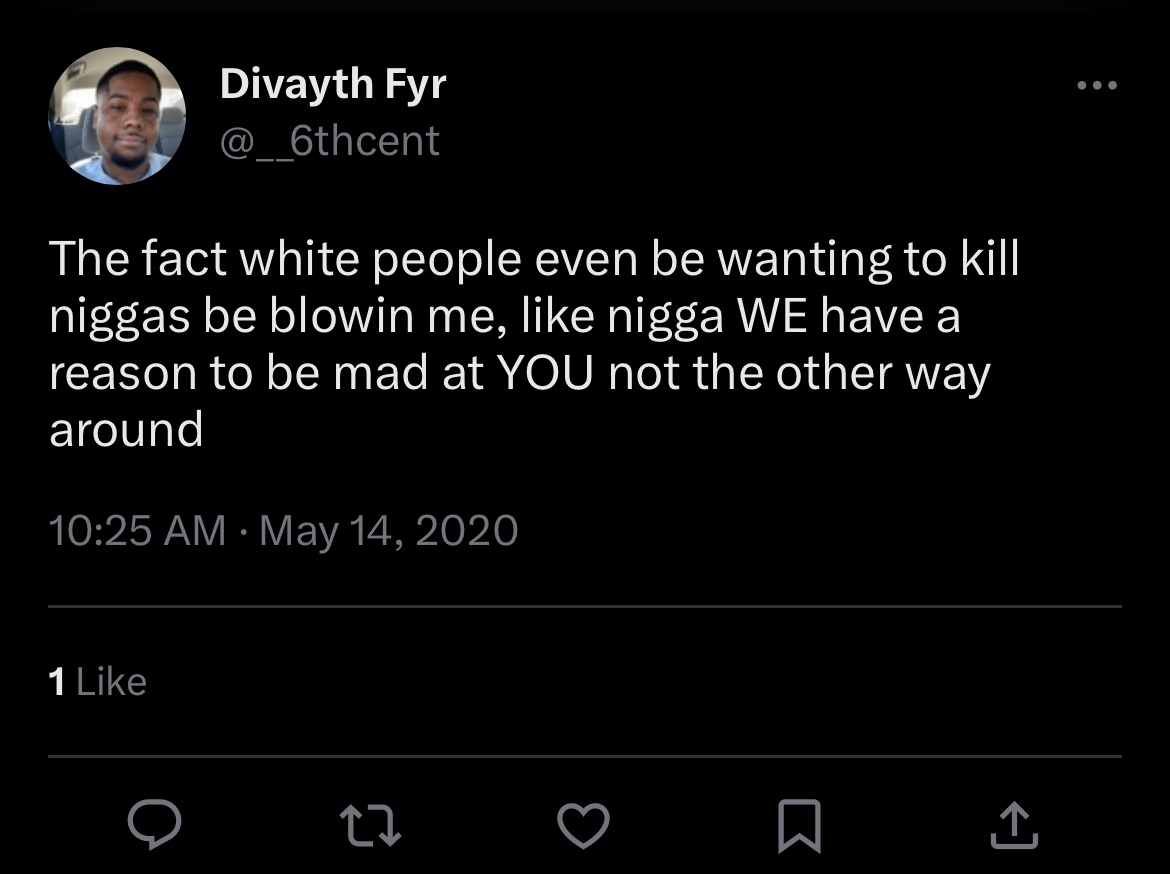 Divayth Fyr
@__6thcent
The fact white people even be wanting to kill
niggas be blowin me, like nigga WE have a
reason to be mad at YOU not the other way
around
10:25 AM · May 14, 2020
1 Like